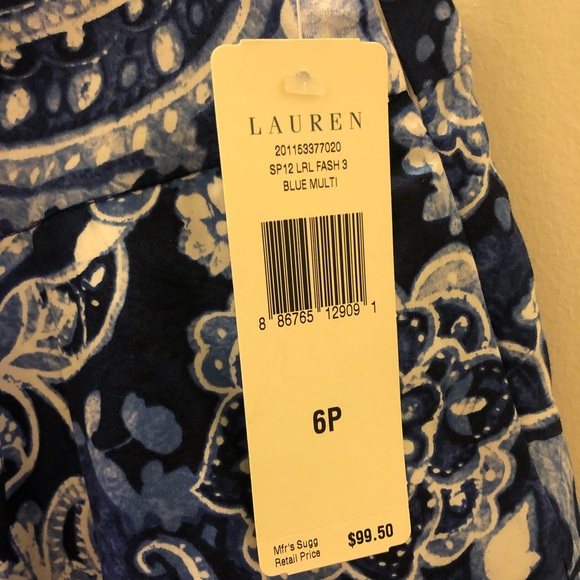 LAUREN
201153377020
SP12 LRL FASH 3
BLUE MULTI
8 86765 12909 1
6P
Mfr's Sugg
Retail Price
$99.50